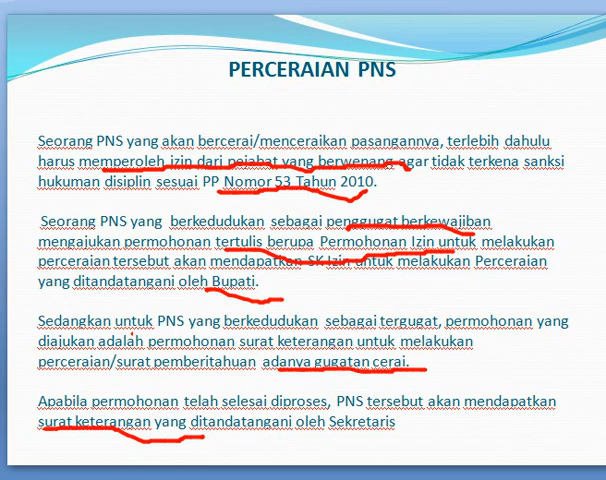 PERCERAIAN PNS
Seorang PNS yang akan bercerai/menceraikan pasangannva, terlebih dahulu
harus memperoleh izin dari pejabat yang berwenang agar tidak terkena sanksi
hukuman disiplin sesuai PP Nomor 53 Tahun 2010.
Seorang PNS yang berkedudukan sebagai penggugat berkewajiban
mengajukan permohonan tertulis berupa Permohonan Izin untuk melakukan
perceraian tersebut akan mendapatkan SK Izin untuk melakukan Perceraian
yang ditandatangani oleh Bupati.
Sedangkan untuk PNS yang berkedudukan sebagai tergugat, permohonan yang
diajukan adalah permohonan surat keterangan untuk melakukan
perceraian/surat pemberitahuan adanya gugatan cerai.
Apabila permohonan telah selesai diproses, PNS tersebut akan mendapatkan
surat keterangan yang ditandatangani oleh Sekretaris